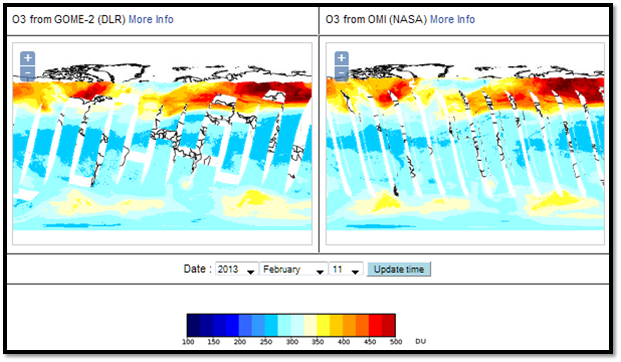 O3 from GOME-2 (DLR) More Info
O3 from OMI (NASA) More Info
+
−
+
−
Date : 2013 February 11 Update time
100 150 200 250 300 350 400 450 500 DU